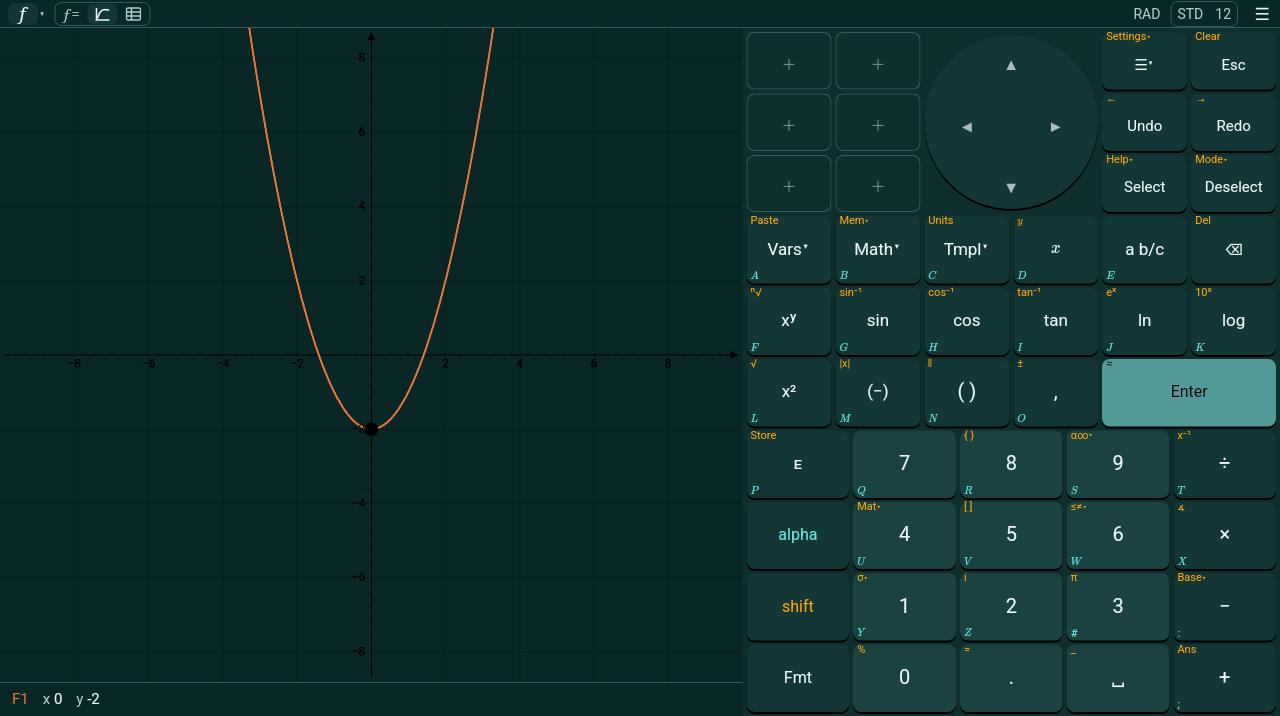 f ▾ f= RAD STD 12 ☰
8
6
4
2
−8 −6 −4 −2 2 4 6 8
−4
−6
−8
F1 x 0 y -2
+ + ▲ Settings▾ ☰▾ Clear Esc
+ + ◀ ▶ ← Undo → Redo
+ + ▼ Help▾ Select Mode▾ Deselect
Paste Mem▾ Units y Del
Vars▾ Math▾ Tmpl▾ x a b/c ⌫
A B C D E
ⁿ√ sin⁻¹ cos⁻¹ tan⁻¹ eˣ 10ˣ
xʸ sin cos tan ln log
F G H I J K
√ |x| || ± ≈
x² (−) ( ) , Enter
L M N O
Store { } αoo▾ x⁻¹
E 7 8 9 ÷
P Q R S T
Mat▾ [ ] ≤≠▾ ∡
alpha 4 5 6 ×
U V W X
σ▾ i π Base▾
shift 1 2 3 −
Y Z # :
% = _ Ans
Fmt 0 . ⎵ +
;